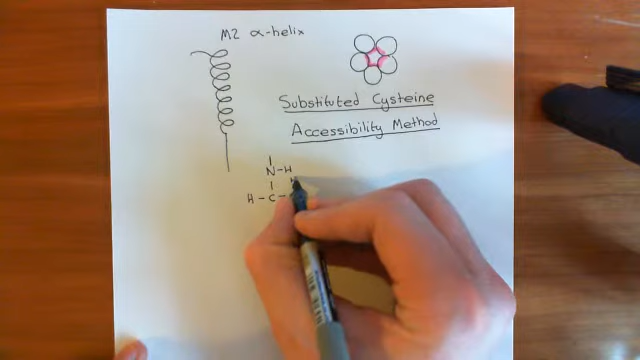 M2 α-helix
Substituted Cysteine
Accessibility Method
N-H
H-C-